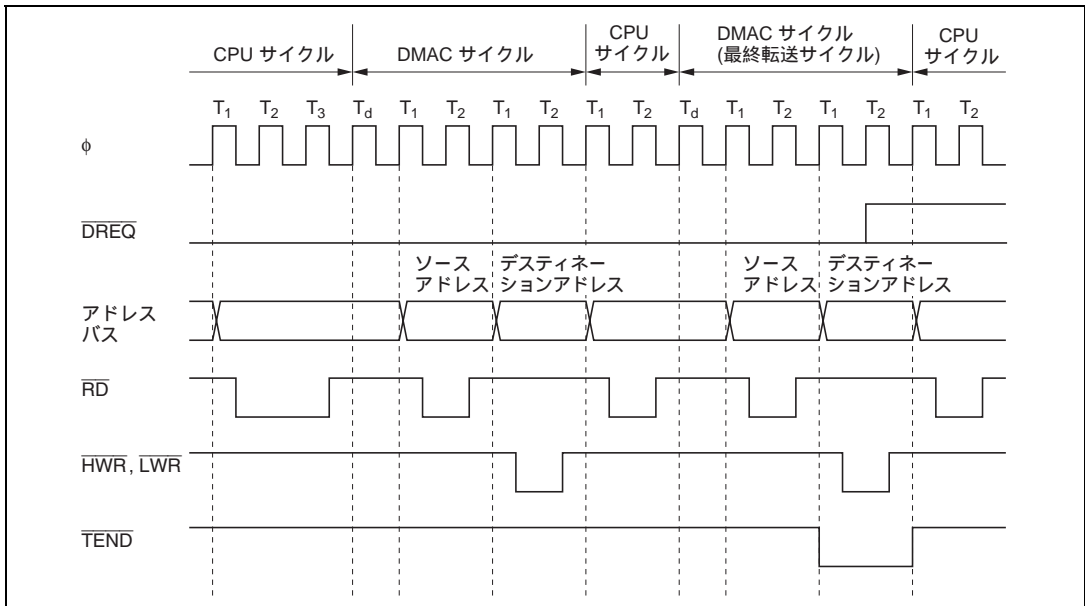 CPU サイクル
DMAC サイクル
CPU
サイクル
DMAC サイクル
(最終転送サイクル)
CPU
サイクル
T1 T2 T3 Td T1 T2 T1 T2 T1 T2 Td T1 T2 T1 T2 T1 T2
φ
DREQ
ソース
アドレス
デスティネー
ションアドレス
ソース
アドレス
デスティネー
ションアドレス
アドレス
バス
RD
HWR, LWR
TEND